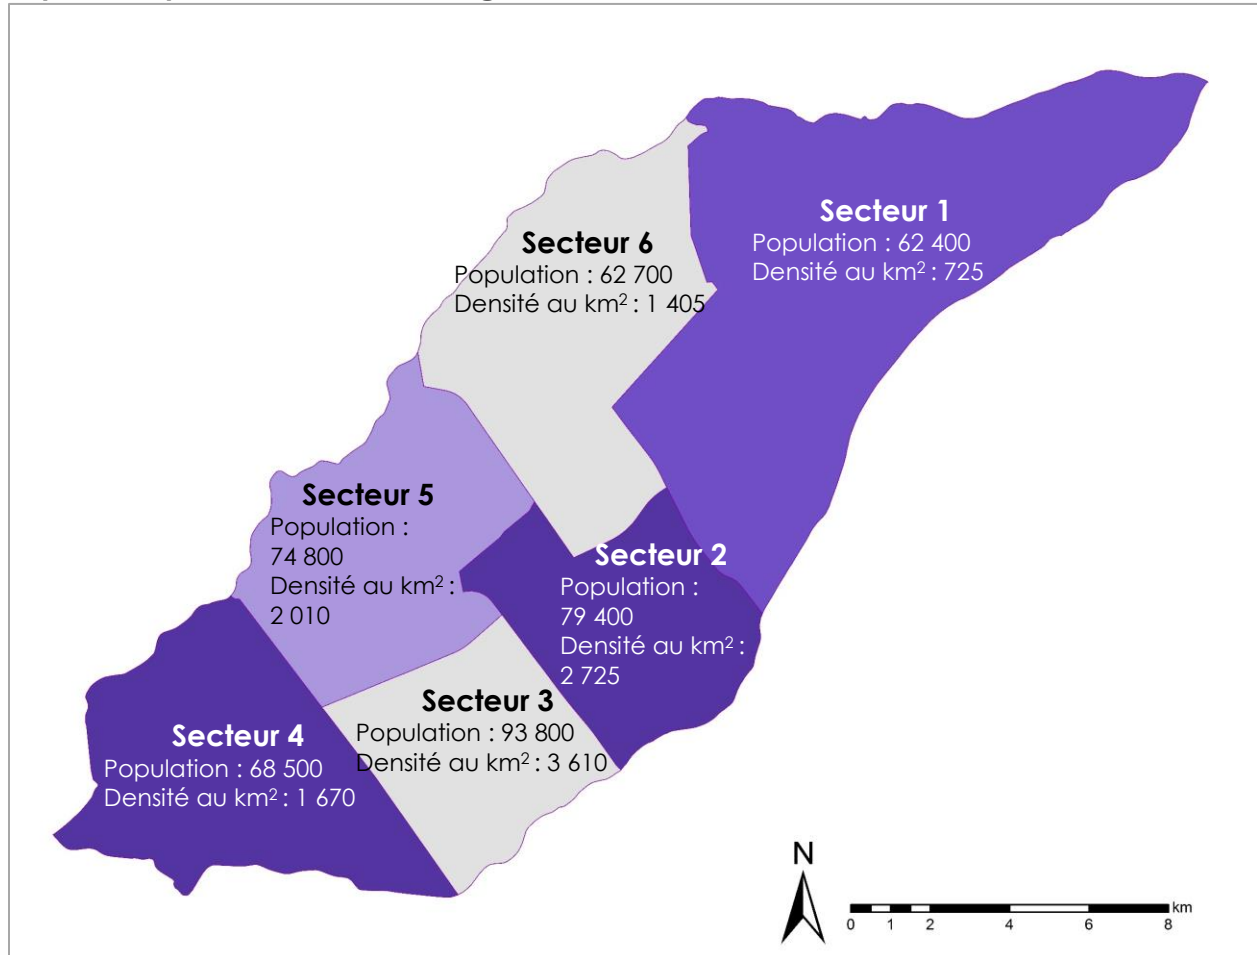 Secteur 1
Population : 62 400
Densité au km² : 725
Secteur 6
Population : 62 700
Densité au km² : 1 405
Secteur 5
Population :
74 800
Densité au km² :
2 010
Secteur 2
Population :
79 400
Densité au km² :
2 725
Secteur 3
Population : 93 800
Densité au km² : 3 610
Secteur 4
Population : 68 500
Densité au km² : 1 670
N
km
0 1 2 4 6 8